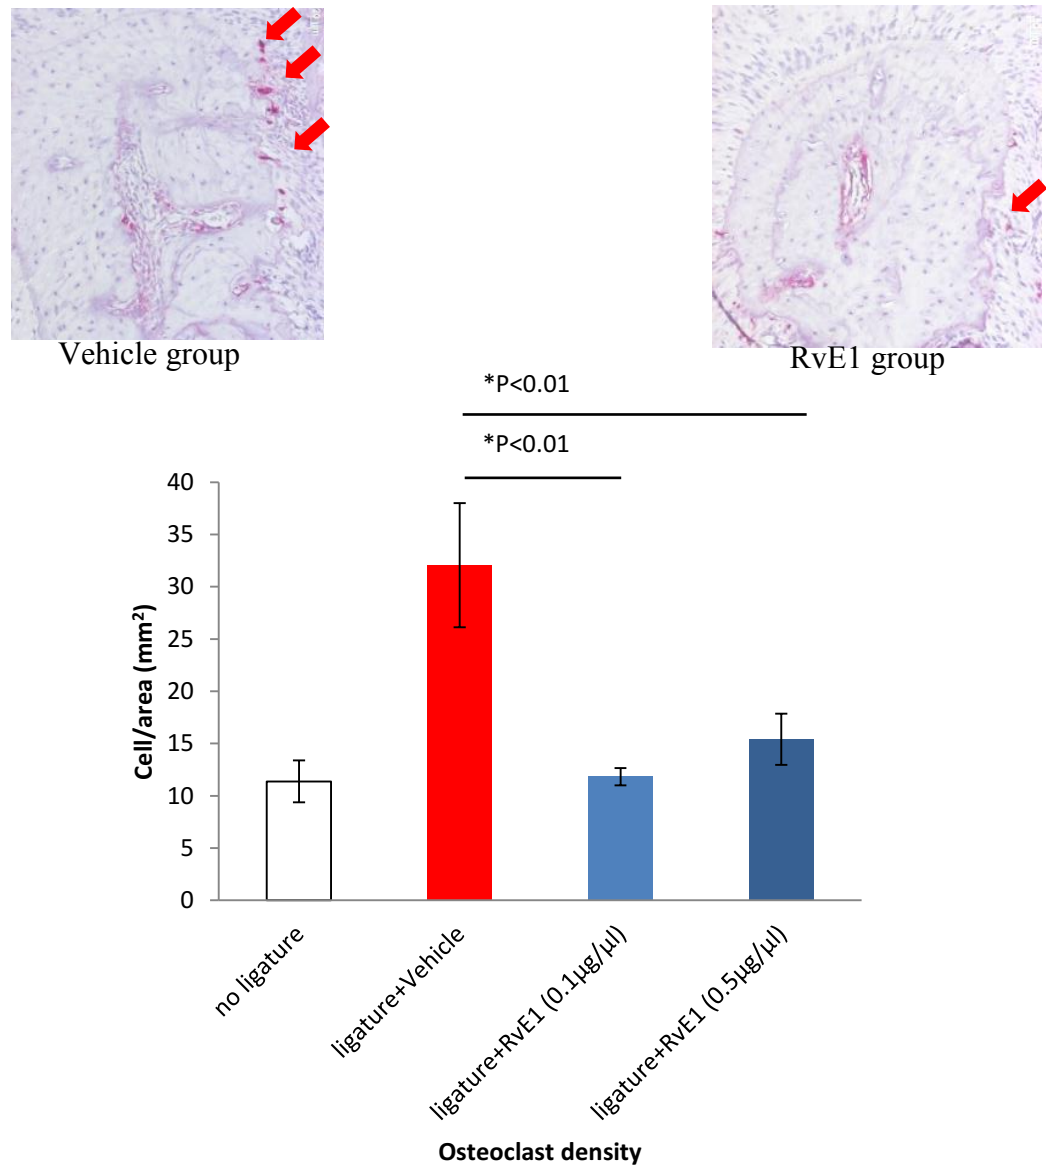 Vehicle group
RvE1 group
*P<0.01
*P<0.01
40
35
30
25
20
15
10
5
0
Cell/area (mm²)
no ligature
ligature+Vehicle
ligature+RvE1 (0.1µg/µl)
ligature+RvE1 (0.5µg/µl)
Osteoclast density